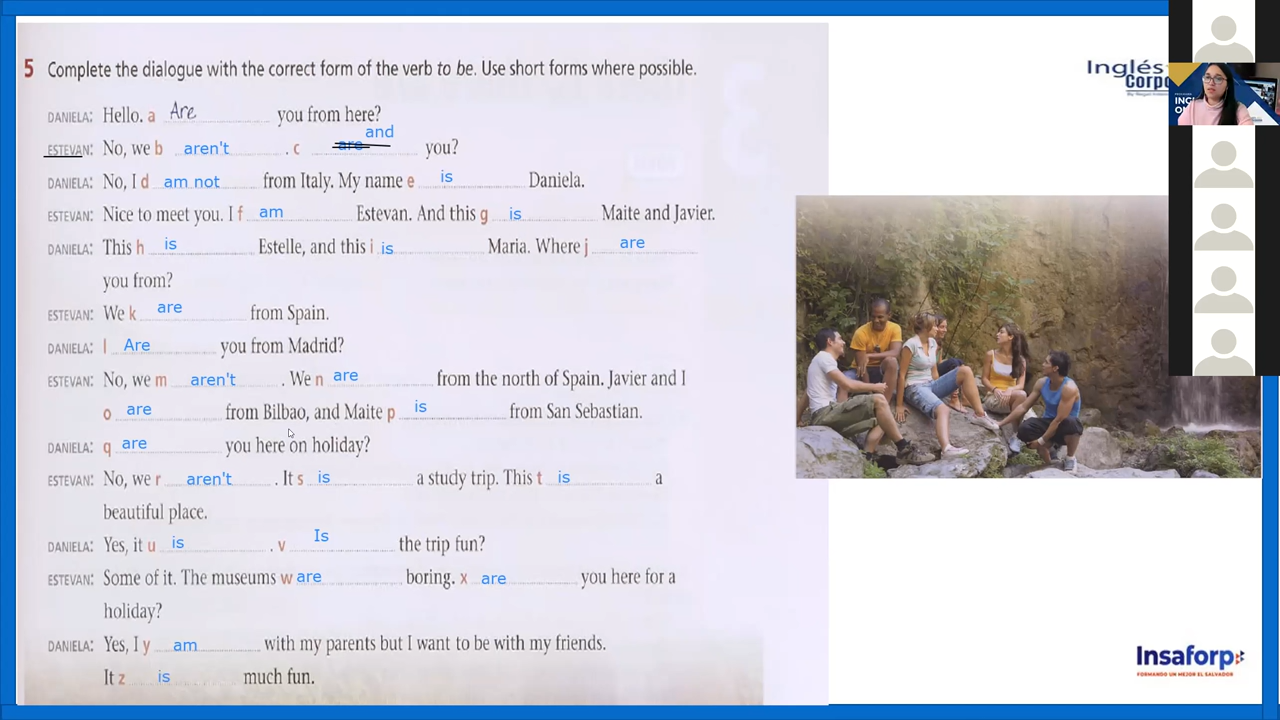 5 Complete the dialogue with the correct form of the verb to be. Use short forms where possible.
DANIELA: Hello. a Are you from here?
and
ESTEVAN: No, we b aren't . c are you?
DANIELA: No, I d am not from Italy. My name e is Daniela.
ESTEVAN: Nice to meet you. I f am Estevan. And this g is Maite and Javier.
DANIELA: This h is Estelle, and this i is Maria. Where j are
you from?
ESTEVAN: We k are from Spain.
DANIELA: l Are you from Madrid?
ESTEVAN: No, we m aren't . We n are from the north of Spain. Javier and I
o are from Bilbao, and Maite p is from San Sebastian.
DANIELA: q are you here on holiday?
ESTEVAN: No, we r aren't . It s is a study trip. This t is a
beautiful place.
DANIELA: Yes, it u is . v Is the trip fun?
ESTEVAN: Some of it. The museums w are boring. x are you here for a
holiday?
DANIELA: Yes, I y am with my parents but I want to be with my friends.
It z is much fun.
Inglés
Corpo
Insaforp
FORMANDO UN MEJOR EL SALVADOR